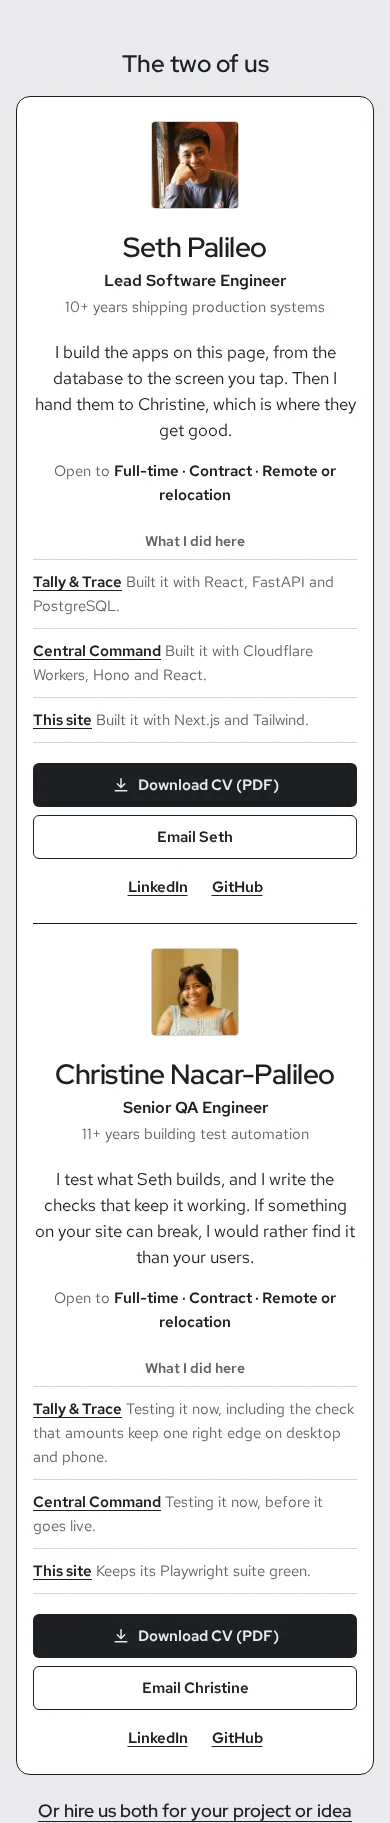 The two of us
Seth Palileo
Lead Software Engineer
10+ years shipping production systems
I build the apps on this page, from the
database to the screen you tap. Then I
hand them to Christine, which is where they
get good.
Open to Full-time · Contract · Remote or
relocation
What I did here
Tally & Trace Built it with React, FastAPI and
PostgreSQL.
Central Command Built it with Cloudflare
Workers, Hono and React.
This site Built it with Next.js and Tailwind.
Download CV (PDF)
Email Seth
LinkedIn GitHub
Christine Nacar-Palileo
Senior QA Engineer
11+ years building test automation
I test what Seth builds, and I write the
checks that keep it working. If something
on your site can break, I would rather find it
than your users.
Open to Full-time · Contract · Remote or
relocation
What I did here
Tally & Trace Testing it now, including the check
that amounts keep one right edge on desktop
and phone.
Central Command Testing it now, before it
goes live.
This site Keeps its Playwright suite green.
Download CV (PDF)
Email Christine
LinkedIn GitHub
Or hire us both for your project or idea